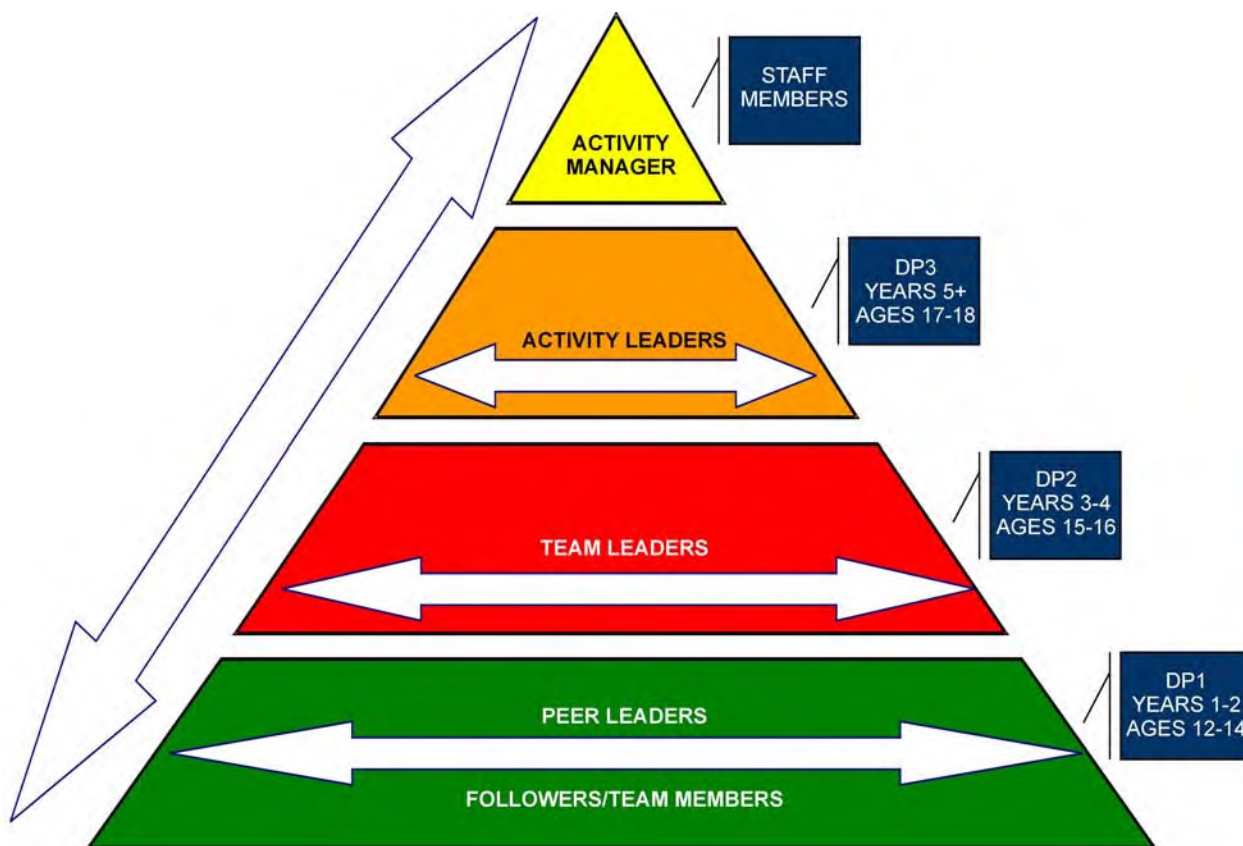 ACTIVITY
MANAGER
STAFF
MEMBERS
ACTIVITY LEADERS
DP3
YEARS 5+
AGES 17-18
TEAM LEADERS
DP2
YEARS 3-4
AGES 15-16
PEER LEADERS
FOLLOWERS/TEAM MEMBERS
DP1
YEARS 1-2
AGES 12-14